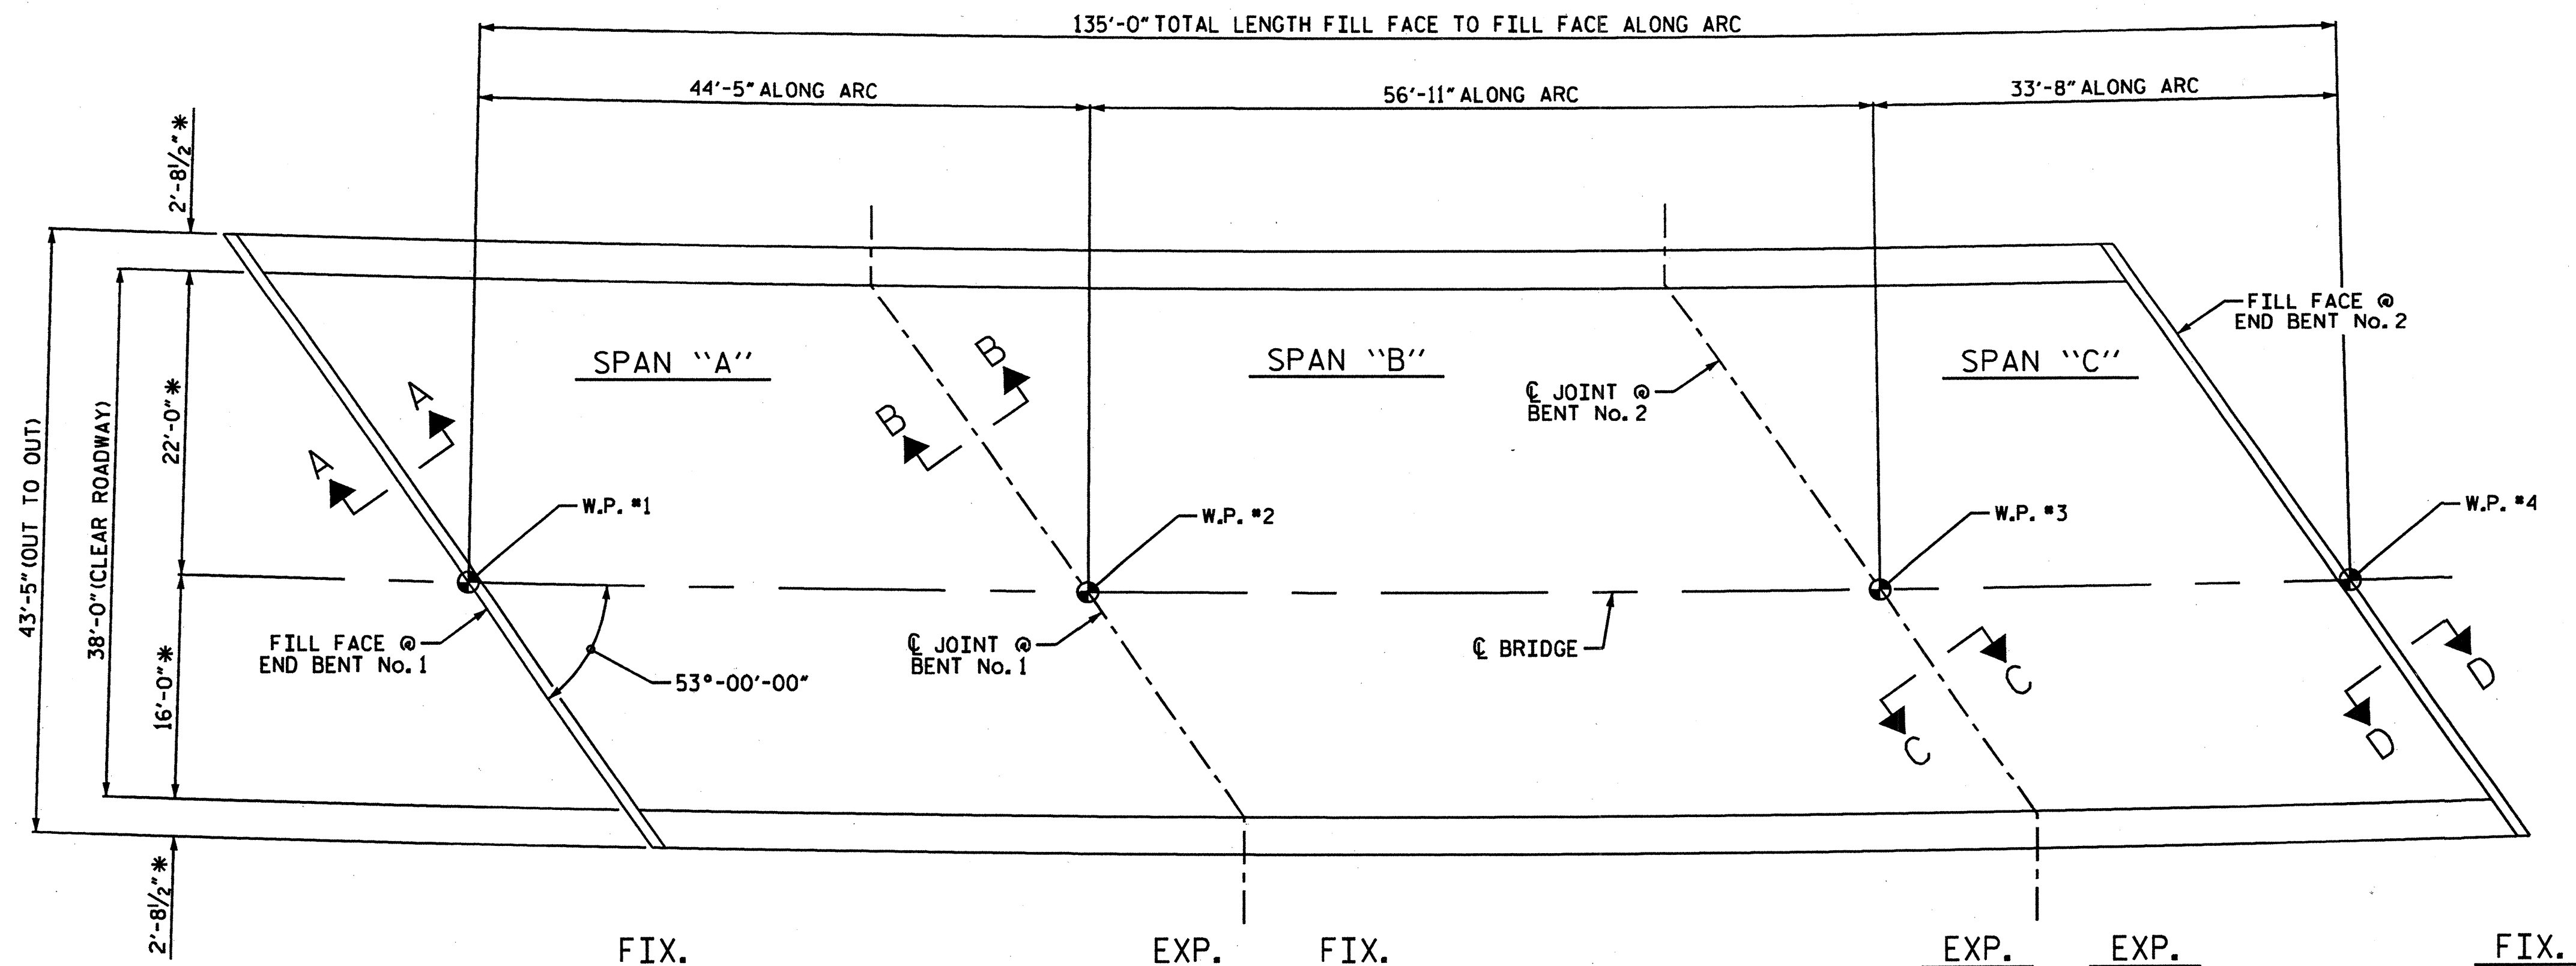 135'-0" TOTAL LENGTH FILL FACE TO FILL FACE ALONG ARC
44'-5" ALONG ARC
56'-11" ALONG ARC
33'-8" ALONG ARC
2'-8 1/2" *
43'-5" (OUT TO OUT)
38'-0" (CLEAR ROADWAY)
22'-0" *
16'-0" *
2'-8 1/2" *
SPAN "A"
SPAN "B"
SPAN "C"
FILL FACE @
END BENT No. 2
A
A
B
B
℄ JOINT @
BENT No. 2
W.P. #1
W.P. #2
W.P. #3
W.P. #4
FILL FACE @
END BENT No. 1
53°-00'-00"
℄ JOINT @
BENT No. 1
℄ BRIDGE
C
C
D
D
FIX.
EXP.
FIX.
EXP.
EXP.
FIX.